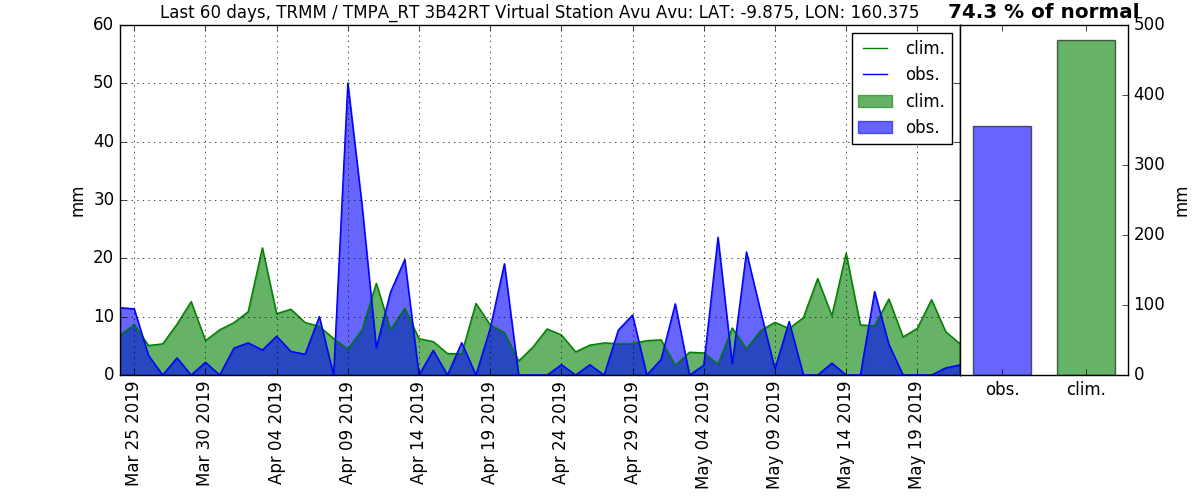 Last 60 days, TRMM / TMPA_RT 3B42RT Virtual Station Avu Avu: LAT: -9.875, LON: 160.375
74.3 % of normal
60
50
40
30
20
10
0
mm
clim.
obs.
clim.
obs.
500
400
300
200
100
0
mm
obs.
clim.
Mar 25 2019
Mar 30 2019
Apr 04 2019
Apr 09 2019
Apr 14 2019
Apr 19 2019
Apr 24 2019
Apr 29 2019
May 04 2019
May 09 2019
May 14 2019
May 19 2019